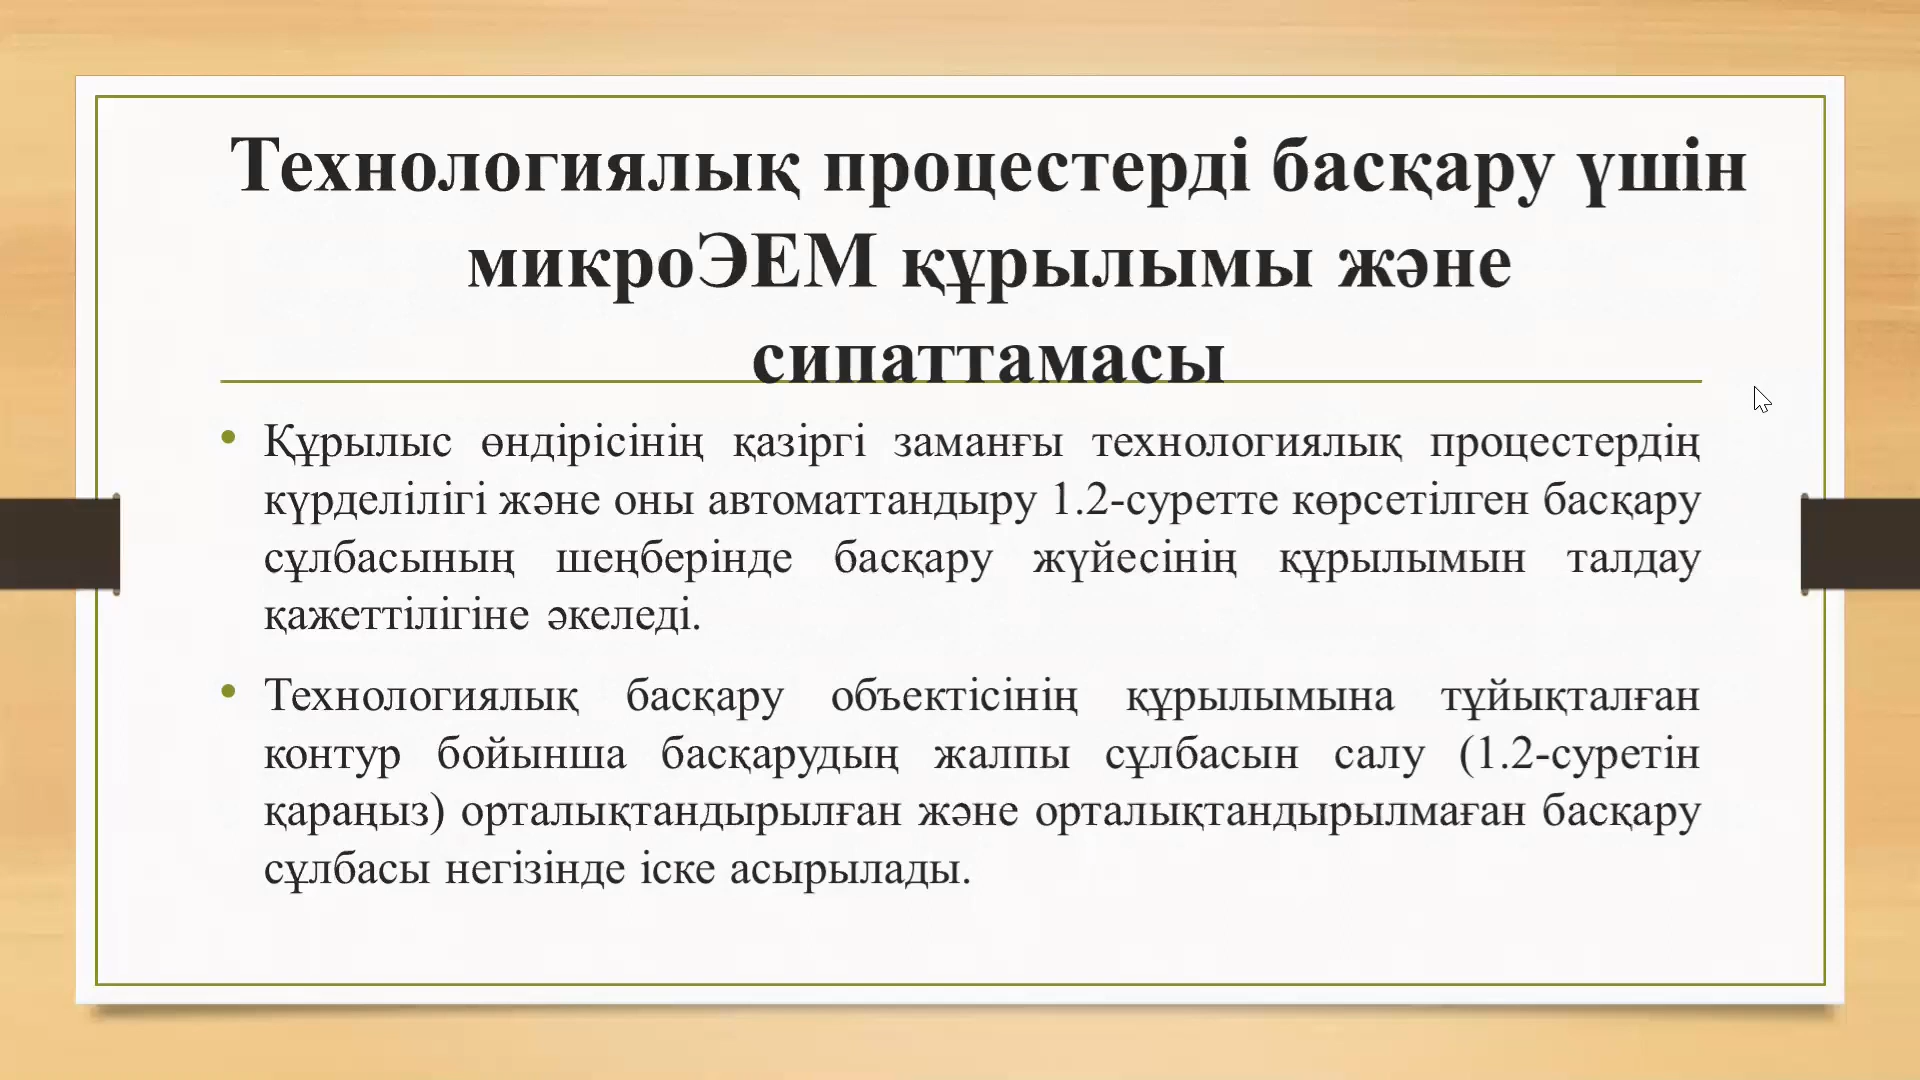 Технологиялық процестерді басқару үшін
микроЭЕМ құрылымы және
сипаттамасы
• Құрылыс өндірісінің қазіргі заманғы технологиялық процестердің
күрделілігі және оны автоматтандыру 1.2-суретте көрсетілген басқару
сұлбасының шеңберінде басқару жүйесінің құрылымын талдау
қажеттілігіне әкеледі.
• Технологиялық басқару объектісінің құрылымына тұйықталған
контур бойынша басқарудың жалпы сұлбасын салу (1.2-суретін
қараңыз) орталықтандырылған және орталықтандырылмаған басқару
сұлбасы негізінде іске асырылады.